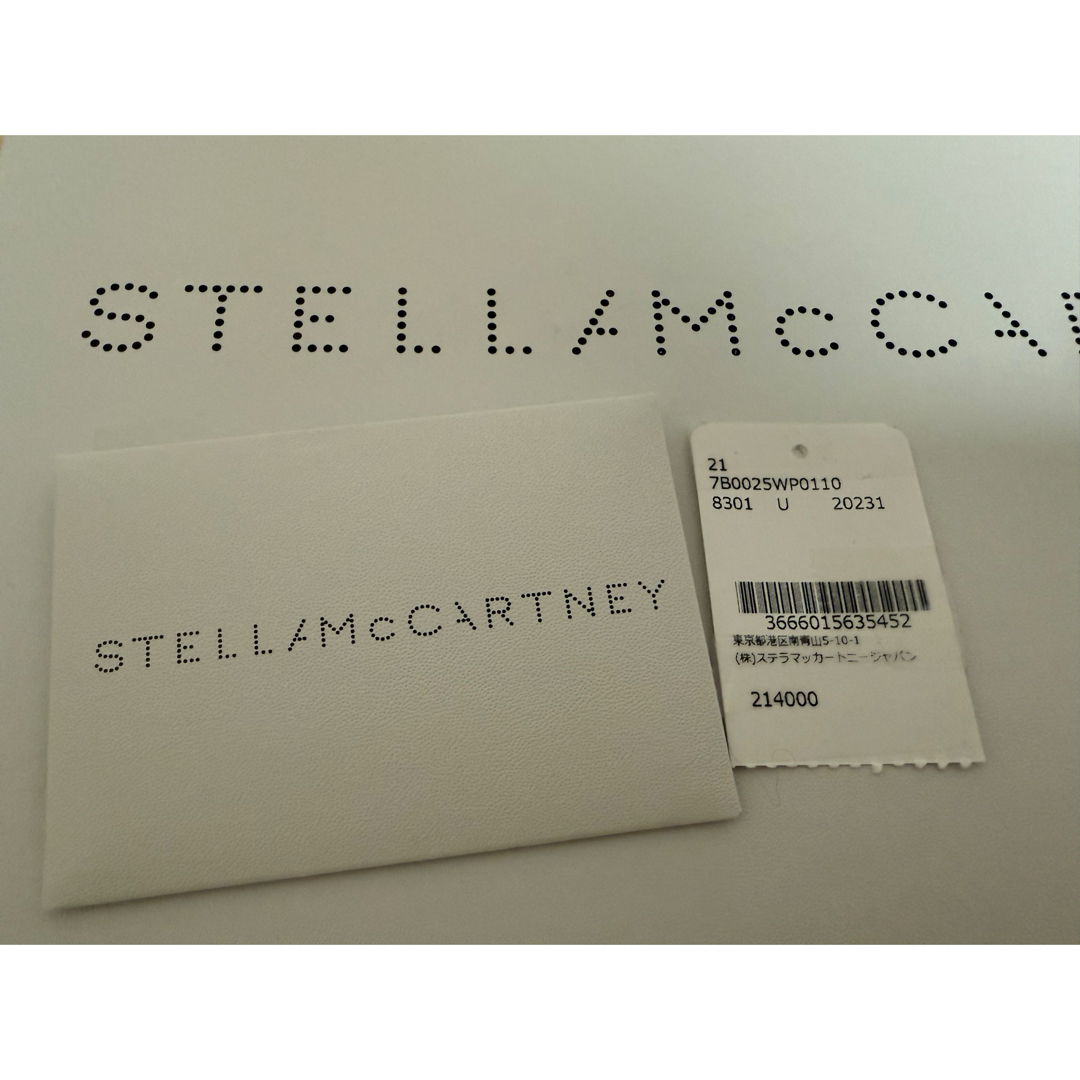 STELLAMcCAR
STELLAMcCARTNEY
21
7B0025WP0110
8301 U 20231
3666015635452
東京都港区南青山5-10-1
(株)ステラマッカートニージャパン
214000